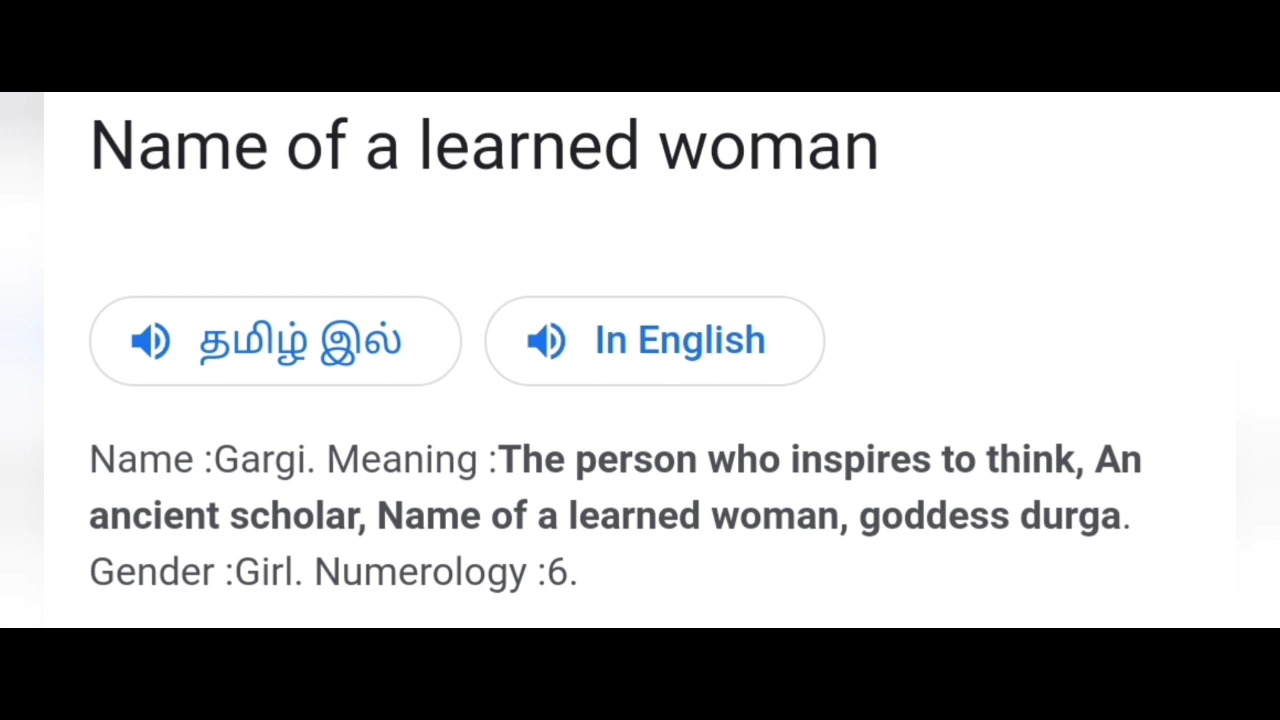 Name of a learned woman
தமிழ் இல்
In English
Name :Gargi. Meaning :The person who inspires to think, An
ancient scholar, Name of a learned woman, goddess durga.
Gender :Girl. Numerology :6.